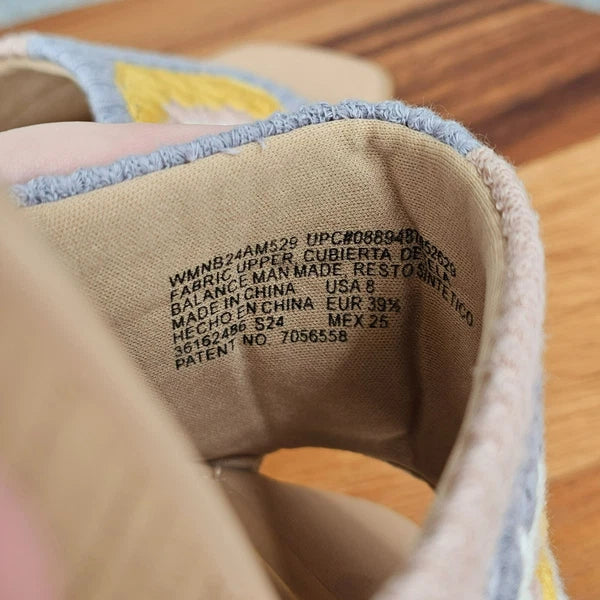 WMNB24AM529 UPC#0889481952629
FABRIC UPPER, CUBIERTA DE TELA,
BALANCE MAN MADE, RESTO SINTETICO
MADE IN CHINA USA 8
HECHO EN CHINA EUR 39½
36162486 S24 MEX 25
PATENT NO. 7056558